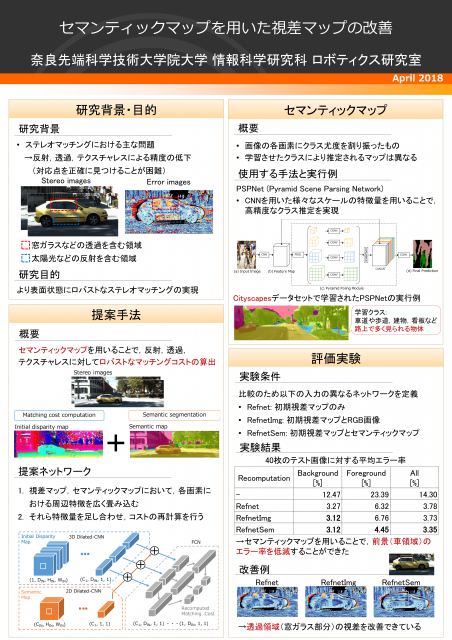 セマンティックマップを用いた視差マップの改善
奈良先端科学技術大学院大学 情報科学研究科 ロボティクス研究室
April 2018
研究背景・目的
研究背景
• ステレオマッチングにおける主な問題
→反射，透過，テクスチャレスによる精度の低下
（対応点を正確に見つけることが困難）
Stereo images
Error images
窓ガラスなどの透過を含む領域
太陽光などの反射を含む領域
研究目的
より表面状態にロバストなステレオマッチングの実現
提案手法
概要
セマンティックマップを用いることで，反射，透過，
テクスチャレスに対してロバストなマッチングコストの算出
Stereo images
Matching cost computation
Semantic segmentation
Initial disparity map
Semantic map
+
提案ネットワーク
1. 視差マップ，セマンティックマップにおいて，各画素に
おける周辺特徴を広く畳み込む
2. それら特徴量を足し合わせ，コストの再計算を行う
Initial Disparity
Map
3D Dilated-CNN
FCN
Semantic
Map
2D Dilated-CNN
Recomputed
Matching Cost
セマンティックマップ
概要
• 画像の各画素にクラス尤度を割り振ったもの
• 学習させたクラスにより推定されるマップは異なる
使用する手法と実行例
PSPNet (Pyramid Scene Parsing Network)
• CNNを用いた様々なスケールの特徴量を用いることで，
高精度なクラス推定を実現
(a) Input Image
(b) Feature Map
(c) Pyramid Pooling Module
(d) Final Prediction
Cityscapesデータセットで学習されたPSPNetの実行例
学習クラス:
車道や歩道，建物，看板など
路上で多く見られる物体
評価実験
実験条件
比較のため以下の入力の異なるネットワークを定義
• Refnet: 初期視差マップのみ
• RefnetImg: 初期視差マップとRGB画像
• RefnetSem: 初期視差マップとセマンティックマップ
実験結果
40枚のテスト画像に対する平均エラー率
Recomputation Background [%] Foreground [%] All [%]
– 12.47 23.39 14.30
Refnet 3.27 6.32 3.78
RefnetImg 3.12 6.76 3.73
RefnetSem 3.12 4.45 3.35
→セマンティックマップを用いることで，前景（車領域）の
エラー率を低減することができた
改善例
Refnet RefnetImg RefnetSem
→透過領域（窓ガラス部分）の視差を改善できている